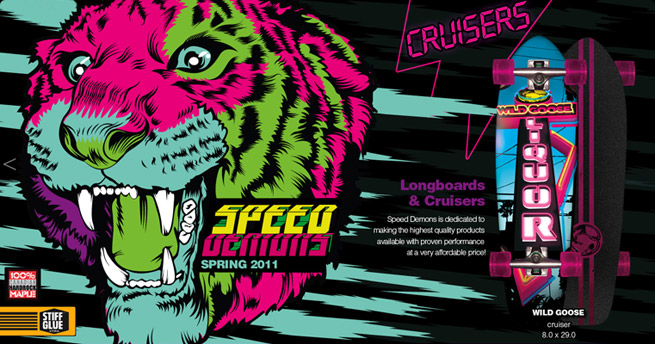 CRUISERS
WILD GOOSE
LIQUOR
Longboards
& Cruisers
Speed Demons is dedicated to
making the highest quality products
available with proven performance
at a very affordable price!
SPEED
DEMONS
SPRING 2011
100%
HARDROCK
MAPLE
STIFF
GLUE
WILD GOOSE
cruiser
8.0 x 29.0